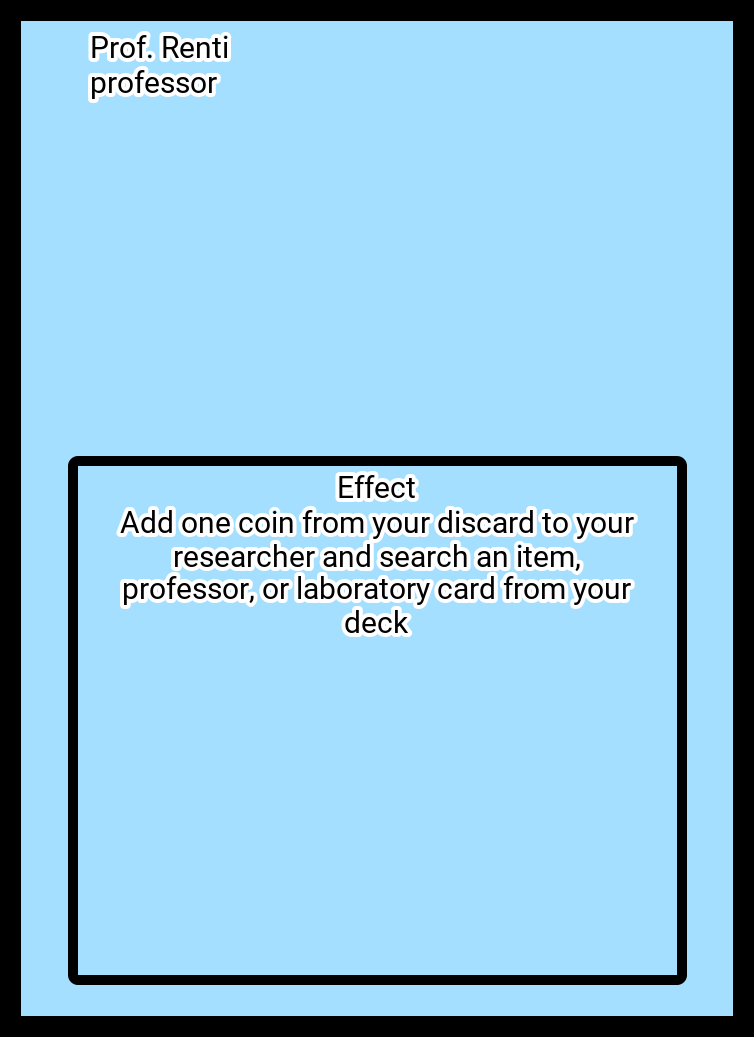 Prof. Renti
professor
Effect
Add one coin from your discard to your
researcher and search an item,
professor, or laboratory card from your
deck